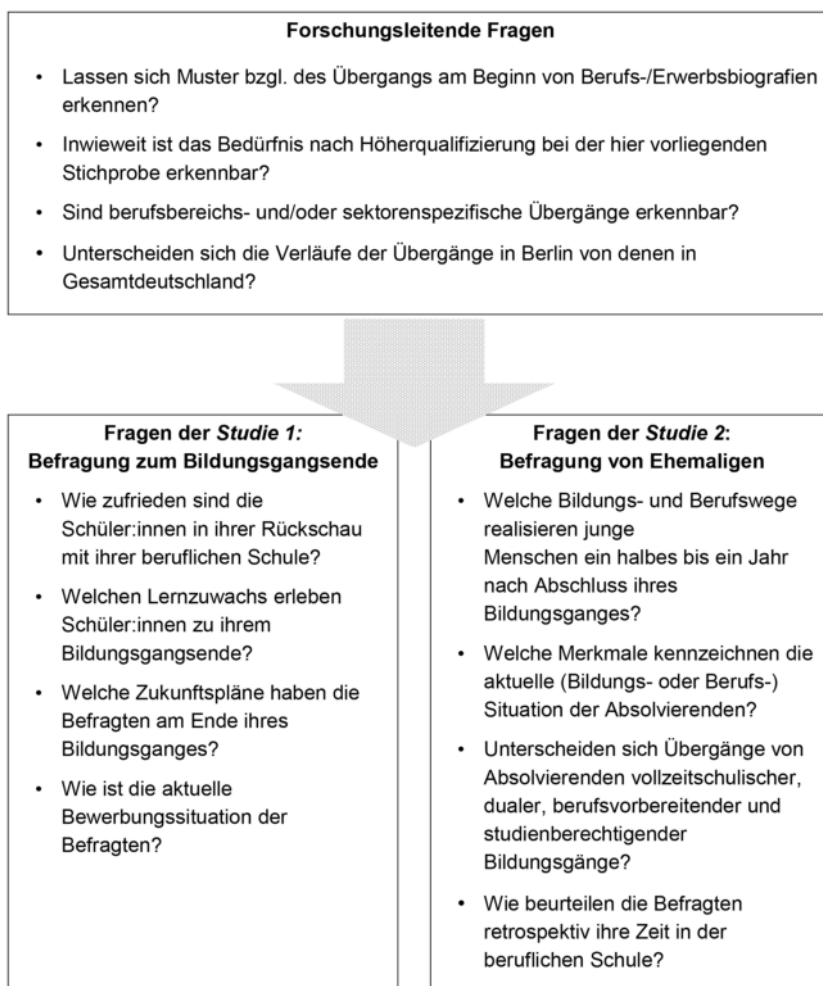 Forschungsleitende Fragen
• Lassen sich Muster bzgl. des Übergangs am Beginn von Berufs-/Erwerbsbiografien
erkennen?
• Inwieweit ist das Bedürfnis nach Höherqualifizierung bei der hier vorliegenden
Stichprobe erkennbar?
• Sind berufsbereichs- und/oder sektorenspezifische Übergänge erkennbar?
• Unterscheiden sich die Verläufe der Übergänge in Berlin von denen in
Gesamtdeutschland?
Fragen der Studie 1:
Befragung zum Bildungsgangsende
• Wie zufrieden sind die
Schüler:innen in ihrer Rückschau
mit ihrer beruflichen Schule?
• Welchen Lernzuwachs erleben
Schüler:innen zu ihrem
Bildungsgangsende?
• Welche Zukunftspläne haben die
Befragten am Ende ihres
Bildungsganges?
• Wie ist die aktuelle
Bewerbungssituation der
Befragten?
Fragen der Studie 2:
Befragung von Ehemaligen
• Welche Bildungs- und Berufswege
realisieren junge
Menschen ein halbes bis ein Jahr
nach Abschluss ihres
Bildungsganges?
• Welche Merkmale kennzeichnen die
aktuelle (Bildungs- oder Berufs-)
Situation der Absolvierenden?
• Unterscheiden sich Übergänge von
Absolvierenden vollzeitschulischer,
dualer, berufsvorbereitender und
studienberechtigender
Bildungsgänge?
• Wie beurteilen die Befragten
retrospektiv ihre Zeit in der
beruflichen Schule?